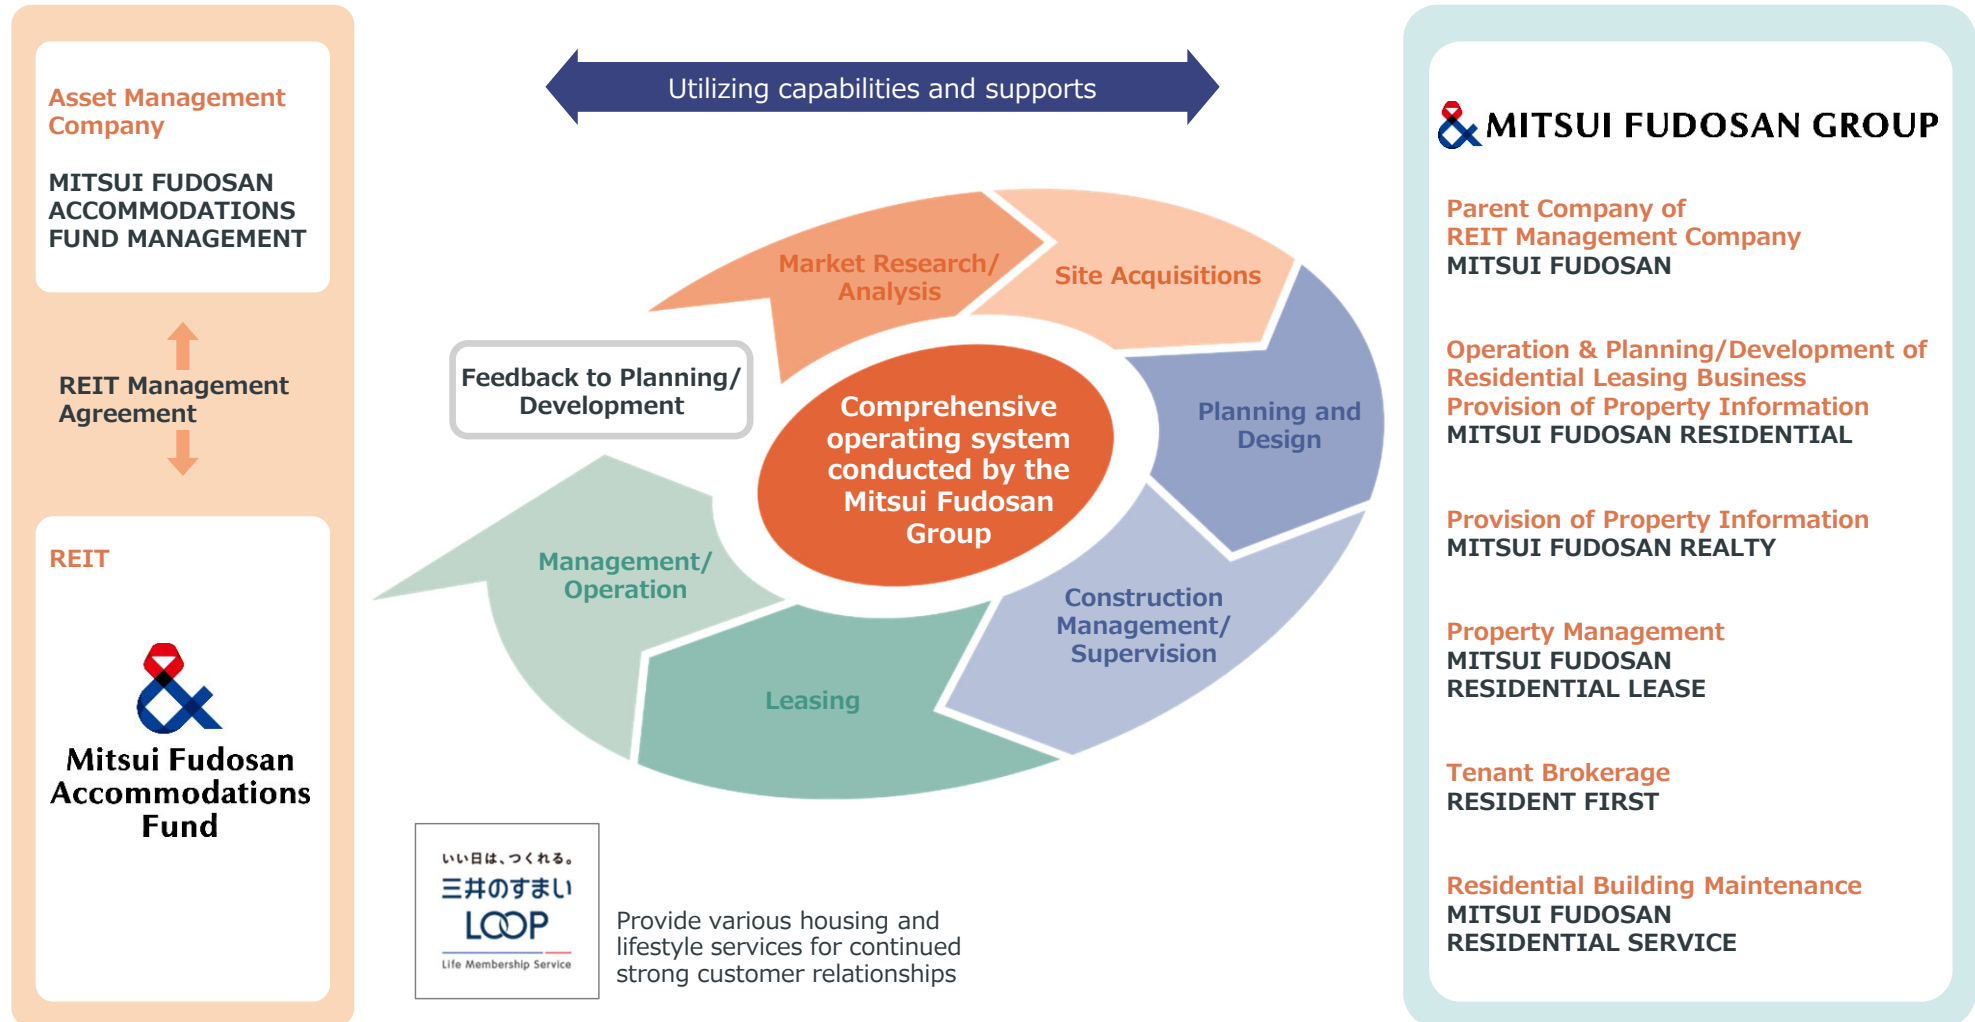 Asset Management
Company
MITSUI FUDOSAN
ACCOMMODATIONS
FUND MANAGEMENT
REIT Management
Agreement
REIT
Mitsui Fudosan
Accommodations
Fund
Utilizing capabilities and supports
Market Research/
Analysis
Site Acquisitions
Planning and
Design
Construction
Management/
Supervision
Leasing
Management/
Operation
Feedback to Planning/
Development
Comprehensive
operating system
conducted by the
Mitsui Fudosan
Group
いい日は、つくれる。
三井のすまい
LOOP
Life Membership Service
Provide various housing and
lifestyle services for continued
strong customer relationships
& MITSUI FUDOSAN GROUP
Parent Company of
REIT Management Company
MITSUI FUDOSAN
Operation & Planning/Development of
Residential Leasing Business
Provision of Property Information
MITSUI FUDOSAN RESIDENTIAL
Provision of Property Information
MITSUI FUDOSAN REALTY
Property Management
MITSUI FUDOSAN
RESIDENTIAL LEASE
Tenant Brokerage
RESIDENT FIRST
Residential Building Maintenance
MITSUI FUDOSAN
RESIDENTIAL SERVICE